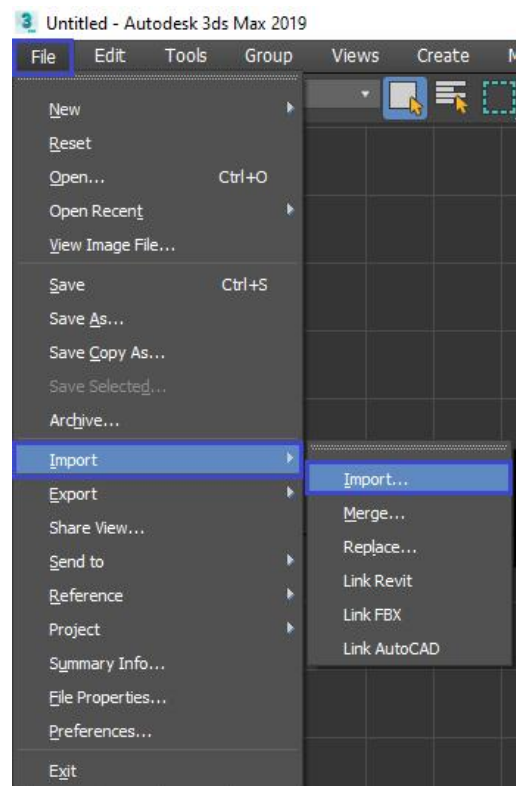 3 Untitled - Autodesk 3ds Max 2019
File Edit Tools Group Views Create
New
Reset
Open... Ctrl+O
Open Recent
View Image File...
Save Ctrl+S
Save As...
Save Copy As...
Save Selected...
Archive...
Import
Import...
Export
Merge...
Share View...
Replace...
Send to
Link Revit
Reference
Link FBX
Project
Link AutoCAD
Summary Info...
File Properties...
Preferences...
Exit